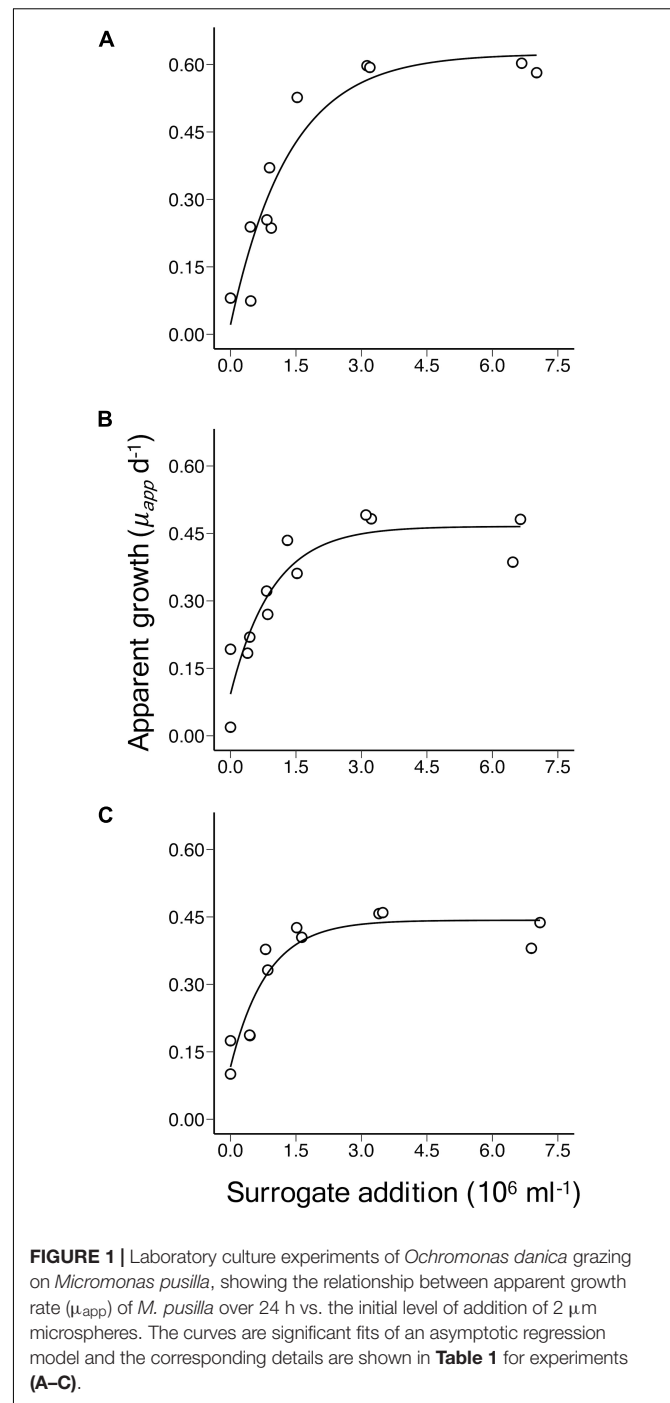 A
0.60
0.45
0.30
0.15
0.00
0.0 1.5 3.0 4.5 6.0 7.5
B
Apparent growth (μapp d-1)
0.60
0.45
0.30
0.15
0.00
0.0 1.5 3.0 4.5 6.0 7.5
C
0.60
0.45
0.30
0.15
0.00
0.0 1.5 3.0 4.5 6.0 7.5
Surrogate addition (10⁶ ml⁻¹)
FIGURE 1 | Laboratory culture experiments of Ochromonas danica grazing
on Micromonas pusilla, showing the relationship between apparent growth
rate (μapp) of M. pusilla over 24 h vs. the initial level of addition of 2 μm
microspheres. The curves are significant fits of an asymptotic regression
model and the corresponding details are shown in Table 1 for experiments
(A–C).